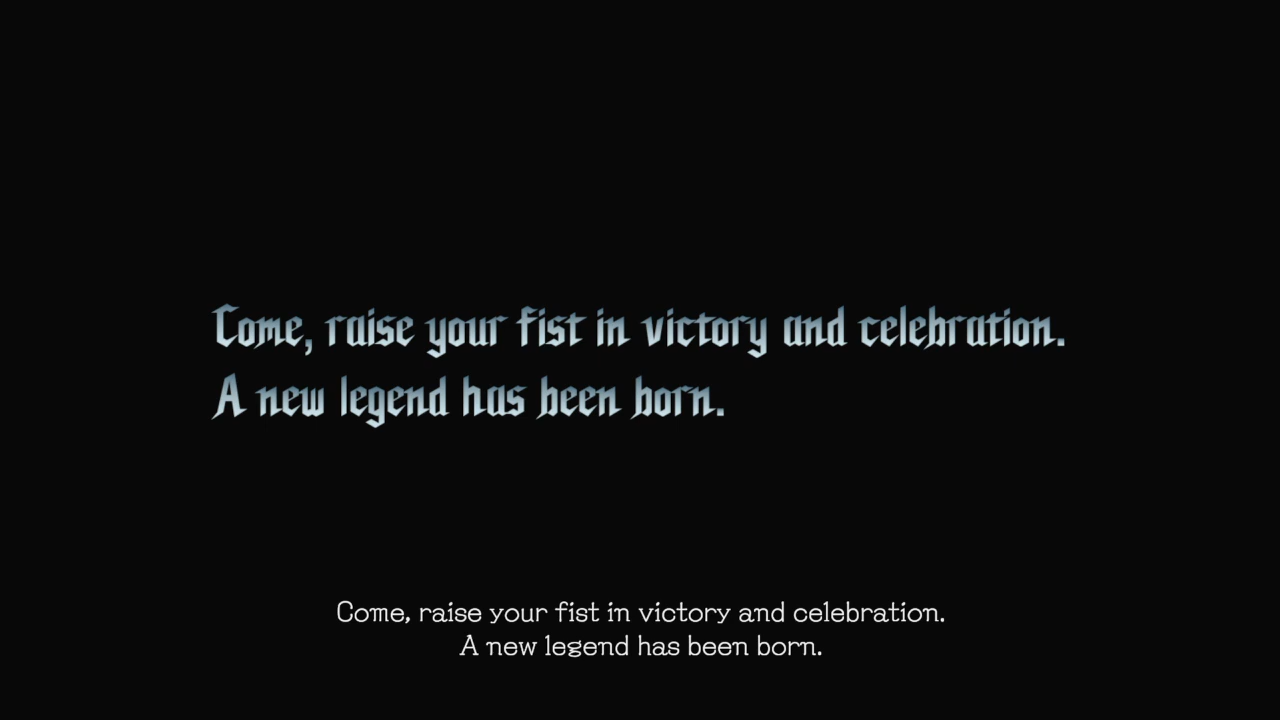 Come, raise your fist in victory and celebration.
A new legend has been born.
Come, raise your fist in victory and celebration.
A new legend has been born.